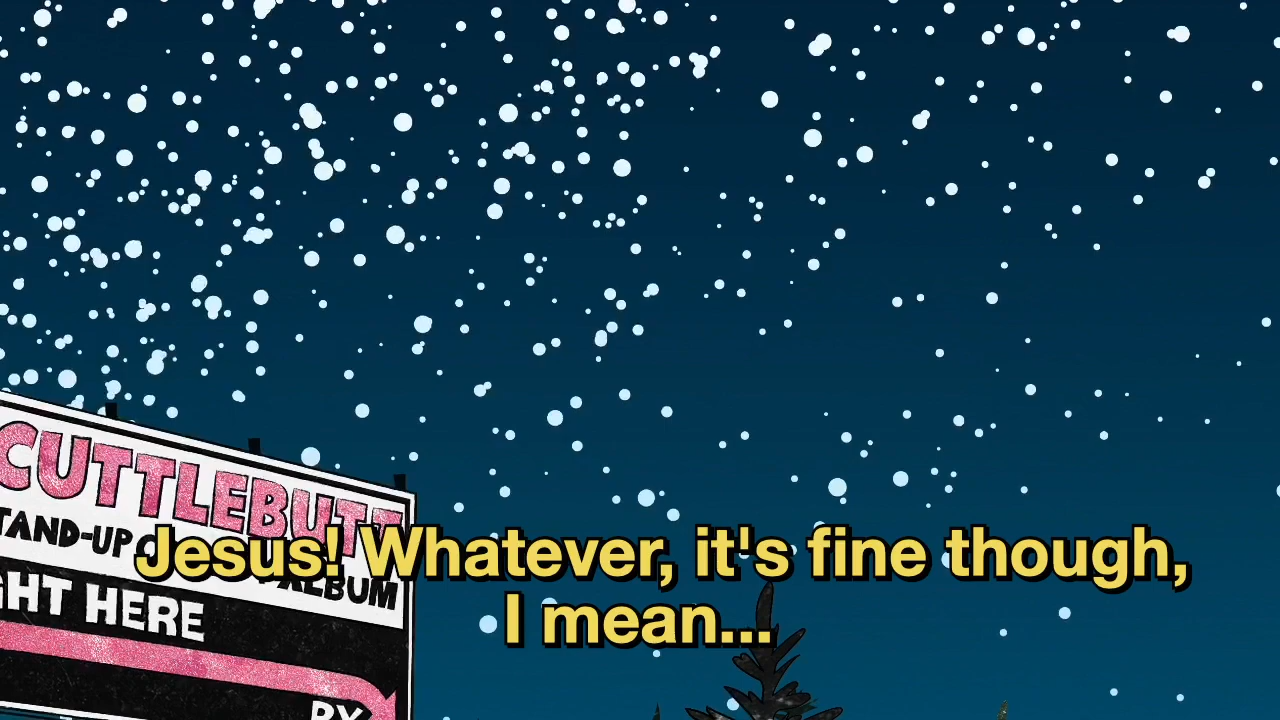 CUTTLEBUTT
TAND-UP
ALBUM
GHT HERE
Jesus! Whatever, it's fine though,
I mean...